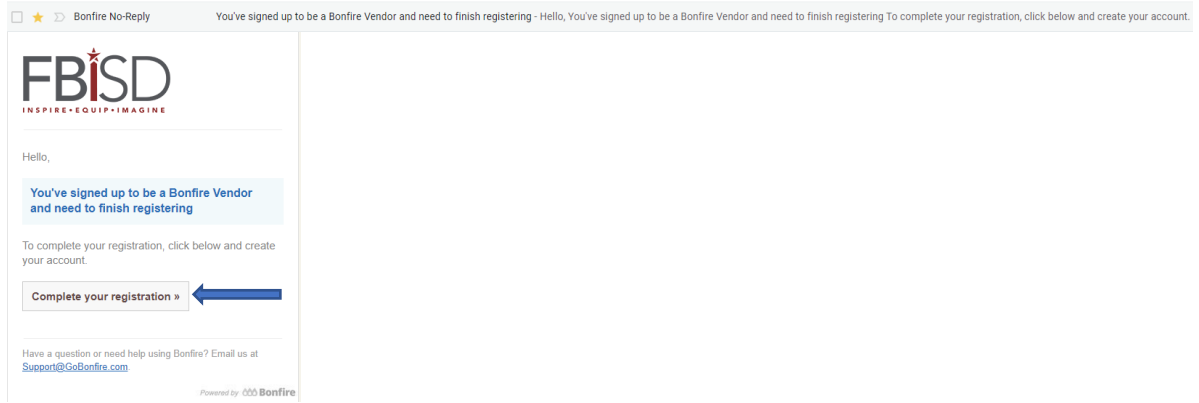 Bonfire No-Reply You've signed up to be a Bonfire Vendor and need to finish registering - Hello, You've signed up to be a Bonfire Vendor and need to finish registering To complete your registration, click below and create your account.
FBiSD
INSPIRE•EQUIP•IMAGINE
Hello,
You've signed up to be a Bonfire Vendor
and need to finish registering
To complete your registration, click below and create
your account.
Complete your registration »
Have a question or need help using Bonfire? Email us at
Support@GoBonfire.com.
Powered by Bonfire